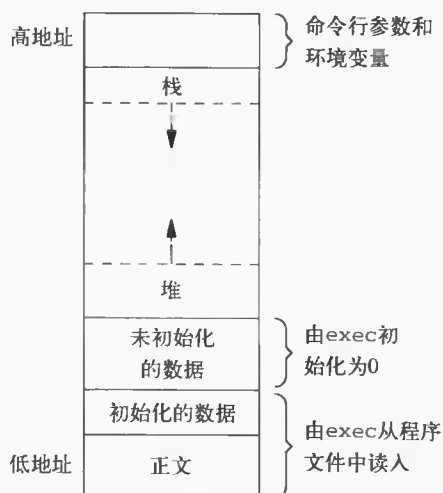 高地址
命令行参数和
环境变量
栈
堆
未初始化
的数据
由exec初
始化为0
初始化的数据
由exec从程序
文件中读入
低地址
正文